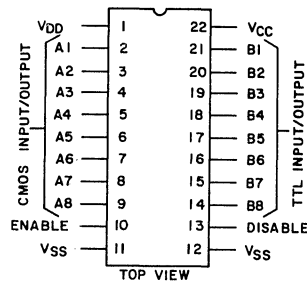 VDD 1 22 VCC
A1 2 21 B1
A2 3 20 B2
A3 4 19 B3
A4 5 18 B4
A5 6 17 B5
A6 7 16 B6
A7 8 15 B7
A8 9 14 B8
ENABLE 10 13 DISABLE
VSS 11 12 VSS
CMOS INPUT/OUTPUT
TTL INPUT/OUTPUT
TOP VIEW